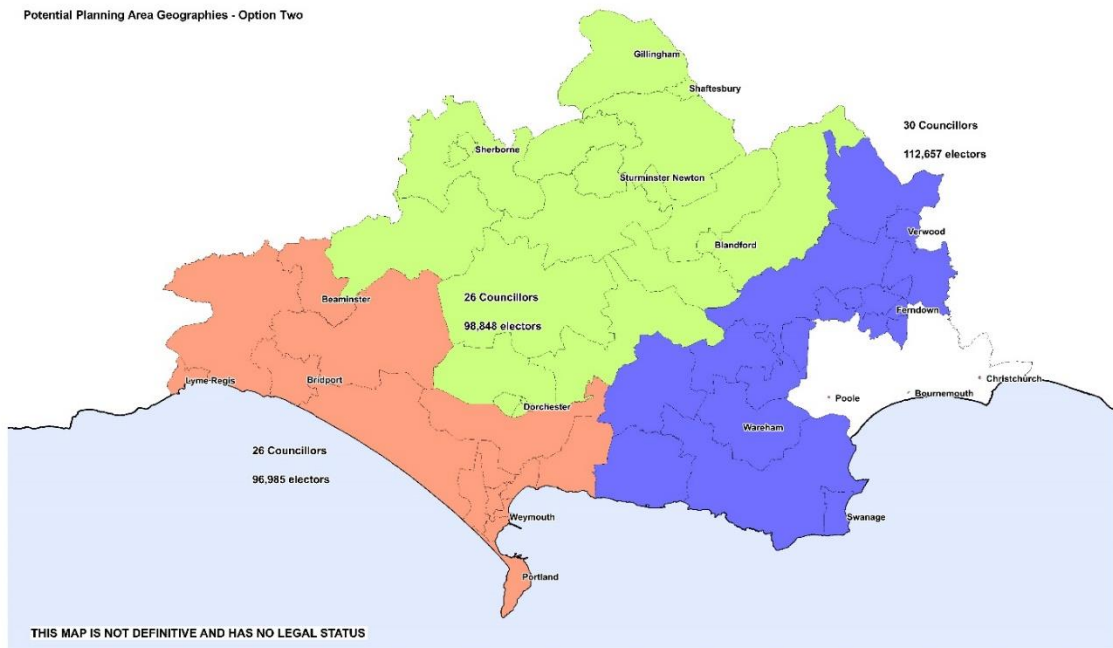 Potential Planning Area Geographies - Option Two
Gillingham
Shaftesbury
30 Councillors
112,657 electors
Sherborne
Sturminster Newton
Verwood
Blandford
Beaminster
26 Councillors
98,848 electors
Ferndown
Lyme Regis
Bridport
Christchurch
Poole
Bournemouth
Dorchester
Wareham
26 Councillors
96,985 electors
Weymouth
Swanage
Portland
THIS MAP IS NOT DEFINITIVE AND HAS NO LEGAL STATUS